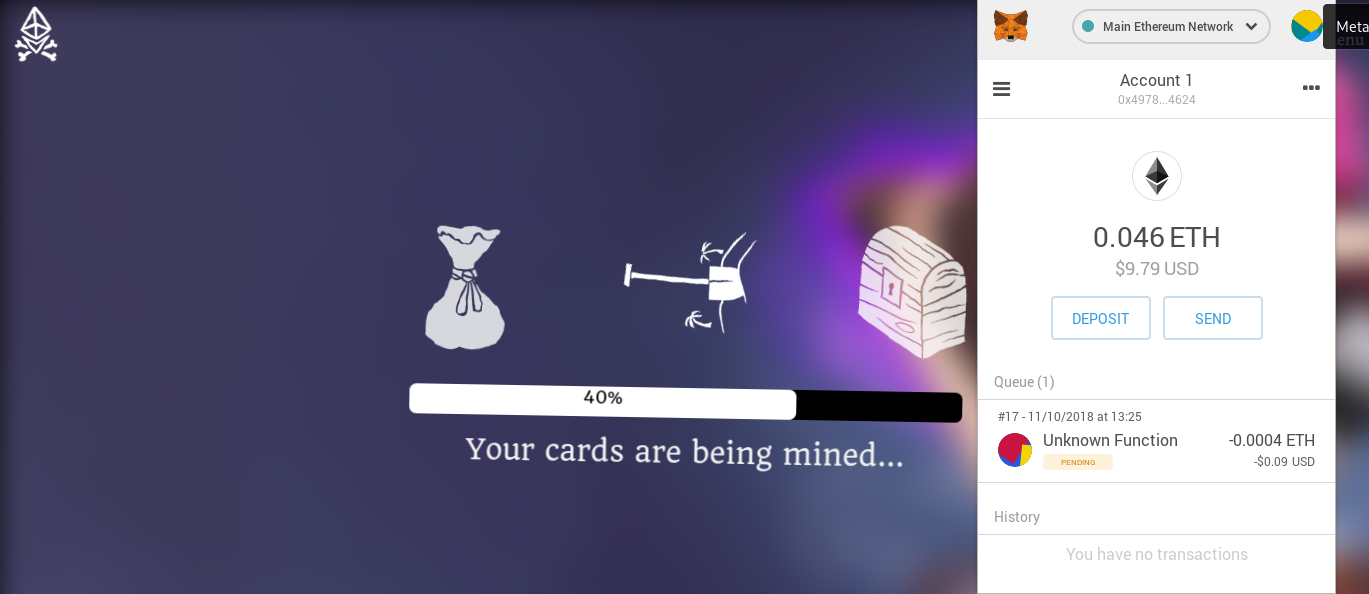 Main Ethereum Network
Meta
enu
Account 1
0x4978...4624
0.046 ETH
$9.79 USD
DEPOSIT
SEND
Queue (1)
#17 - 11/10/2018 at 13:25
Unknown Function
-0.0004 ETH
PENDING
-$0.09 USD
History
You have no transactions
40%
Your cards are being mined...